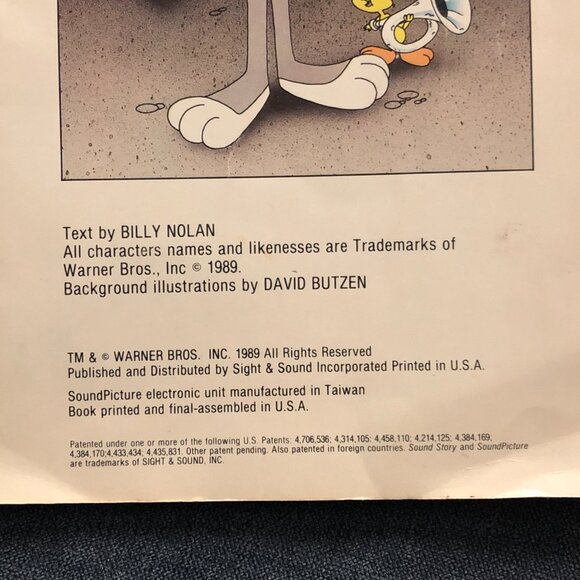 Text by BILLY NOLAN
All characters names and likenesses are Trademarks of
Warner Bros., Inc © 1989.
Background illustrations by DAVID BUTZEN
TM & © WARNER BROS. INC. 1989 All Rights Reserved
Published and Distributed by Sight & Sound Incorporated Printed in U.S.A.
SoundPicture electronic unit manufactured in Taiwan
Book printed and final-assembled in U.S.A.
Patented under one or more of the following U.S. Patents: 4,706,536; 4,314,105: 4,458,110; 4,214,125; 4,384,169;
4,384,170;4,433,434; 4,435,831. Other patent pending. Also patented in foreign countries. Sound Story and SoundPicture
are trademarks of SIGHT & SOUND, INC.